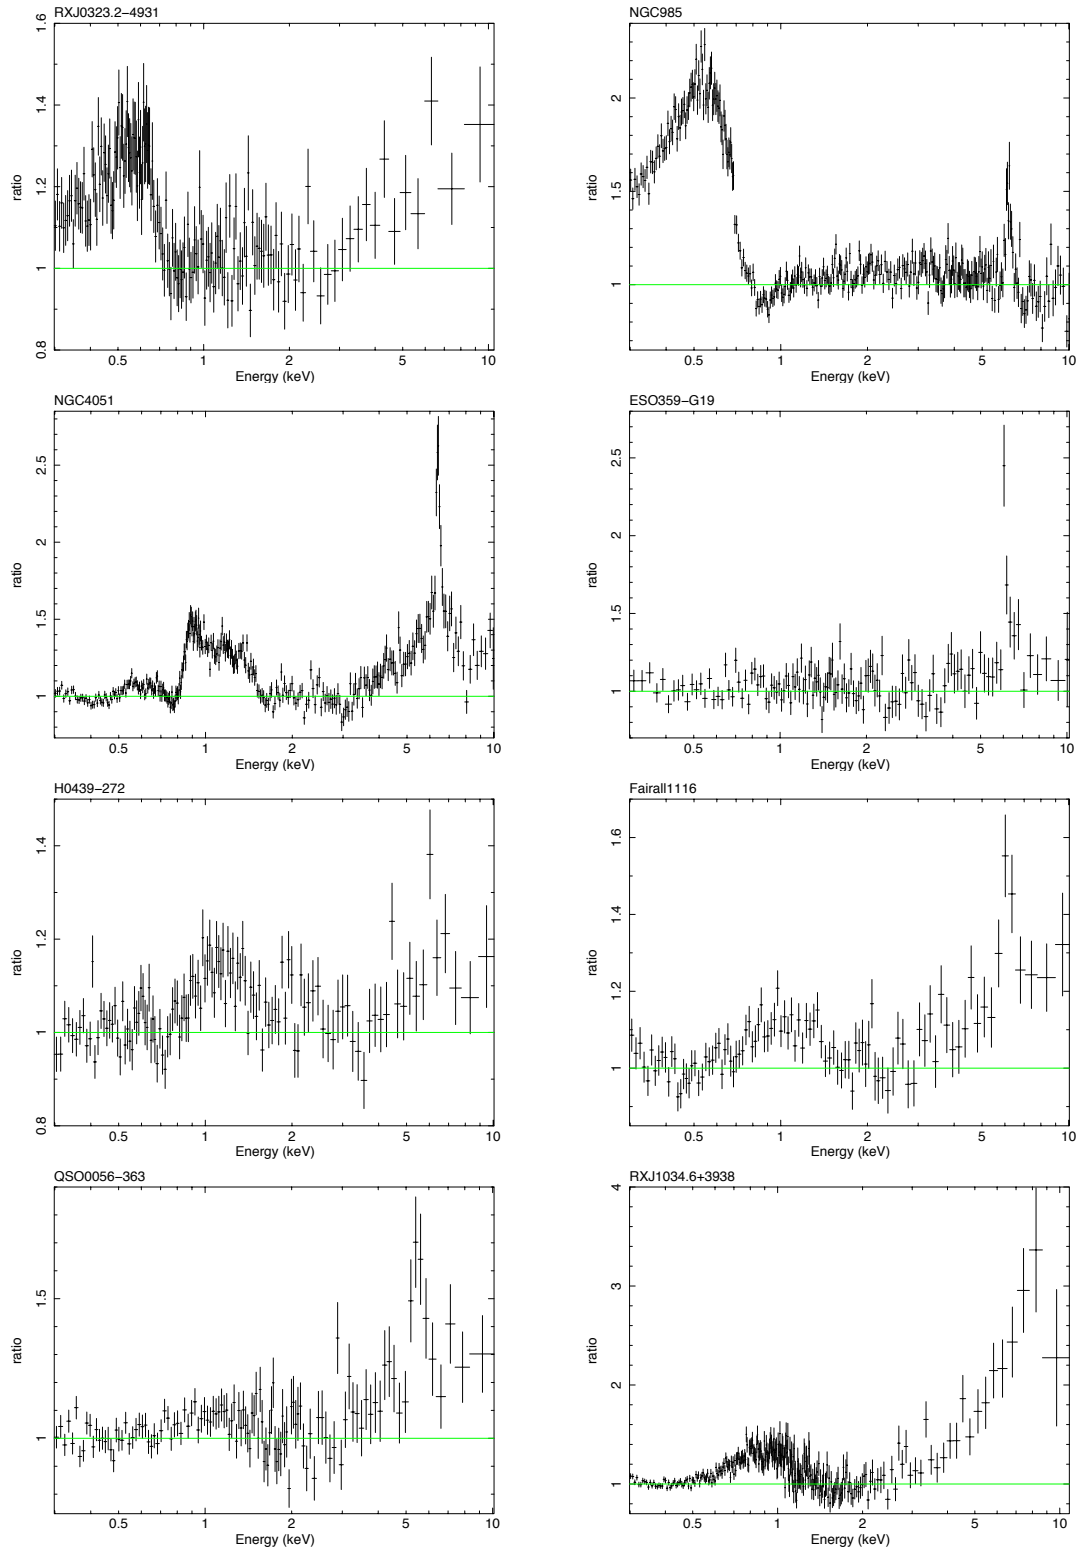 RXJ0323.2−4931
ratio
0.8 1 1.2 1.4 1.6
0.5 1 2 5 10
Energy (keV)
NGC985
ratio
1 1.5 2
0.5 1 2 5 10
Energy (keV)
NGC4051
ratio
1 1.5 2 2.5
0.5 1 2 5 10
Energy (keV)
ESO359−G19
ratio
1 1.5 2 2.5
0.5 1 2 5 10
Energy (keV)
H0439−272
ratio
0.8 1 1.2 1.4
0.5 1 2 5 10
Energy (keV)
Fairall1116
ratio
1 1.2 1.4 1.6
0.5 1 2 5 10
Energy (keV)
QSO0056−363
ratio
1 1.5
0.5 1 2 5 10
Energy (keV)
RXJ1034.6+3938
ratio
1 2 3 4
0.5 1 2 5 10
Energy (keV)